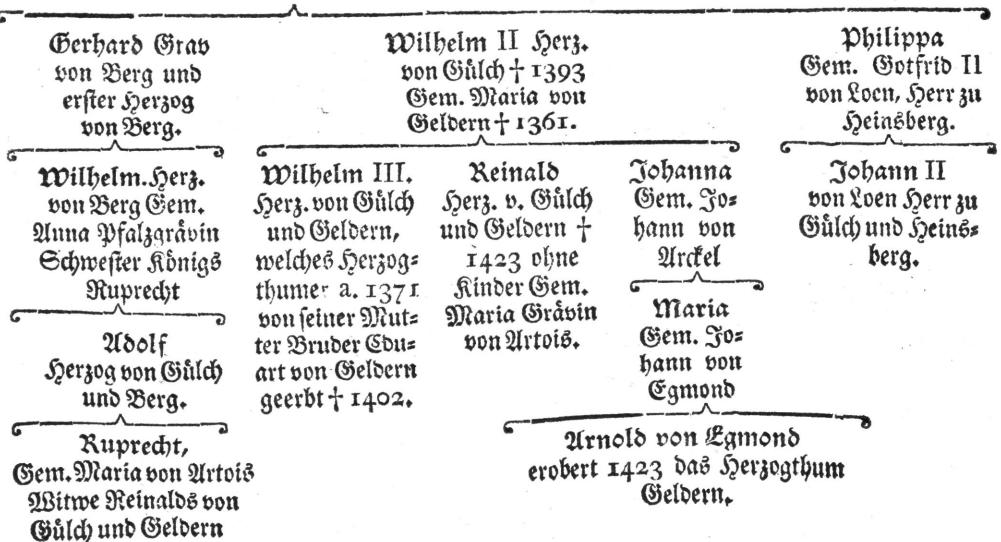 Gerhard Grav
von Berg und
erster Herzog
von Berg.
Wilhelm II Herz.
von Gülch † 1393
Gem. Maria von
Geldern † 1361.
Philippa
Gem. Gotfrid II
von Loen, Herr zu
Heinsberg.
Wilhelm. Herz.
von Berg Gem.
Anna Pfalzgrävin
Schwester Königs
Ruprecht
Wilhelm III.
Herz. von Gülch
und Geldern,
welches Herzog=
thumer a. 1371
von seiner Mut=
ter Bruder Edu=
art von Geldern
geerbt † 1402.
Reinald
Herz. v. Gülch
und Geldern †
1423 ohne
Kinder Gem.
Maria Grävin
von Artois.
Johanna
Gem. Jo=
hann von
Arckel
Johann II
von Loen Herr zu
Gülch und Heins=
berg.
Adolf
Herzog von Gülch
und Berg.
Maria
Gem. Jo=
hann von
Egmond
Ruprecht,
Gem. Maria von Artois
Witwe Reinalds von
Gülch und Geldern
Arnold von Egmond
erobert 1423 das Herzogthum
Geldern.